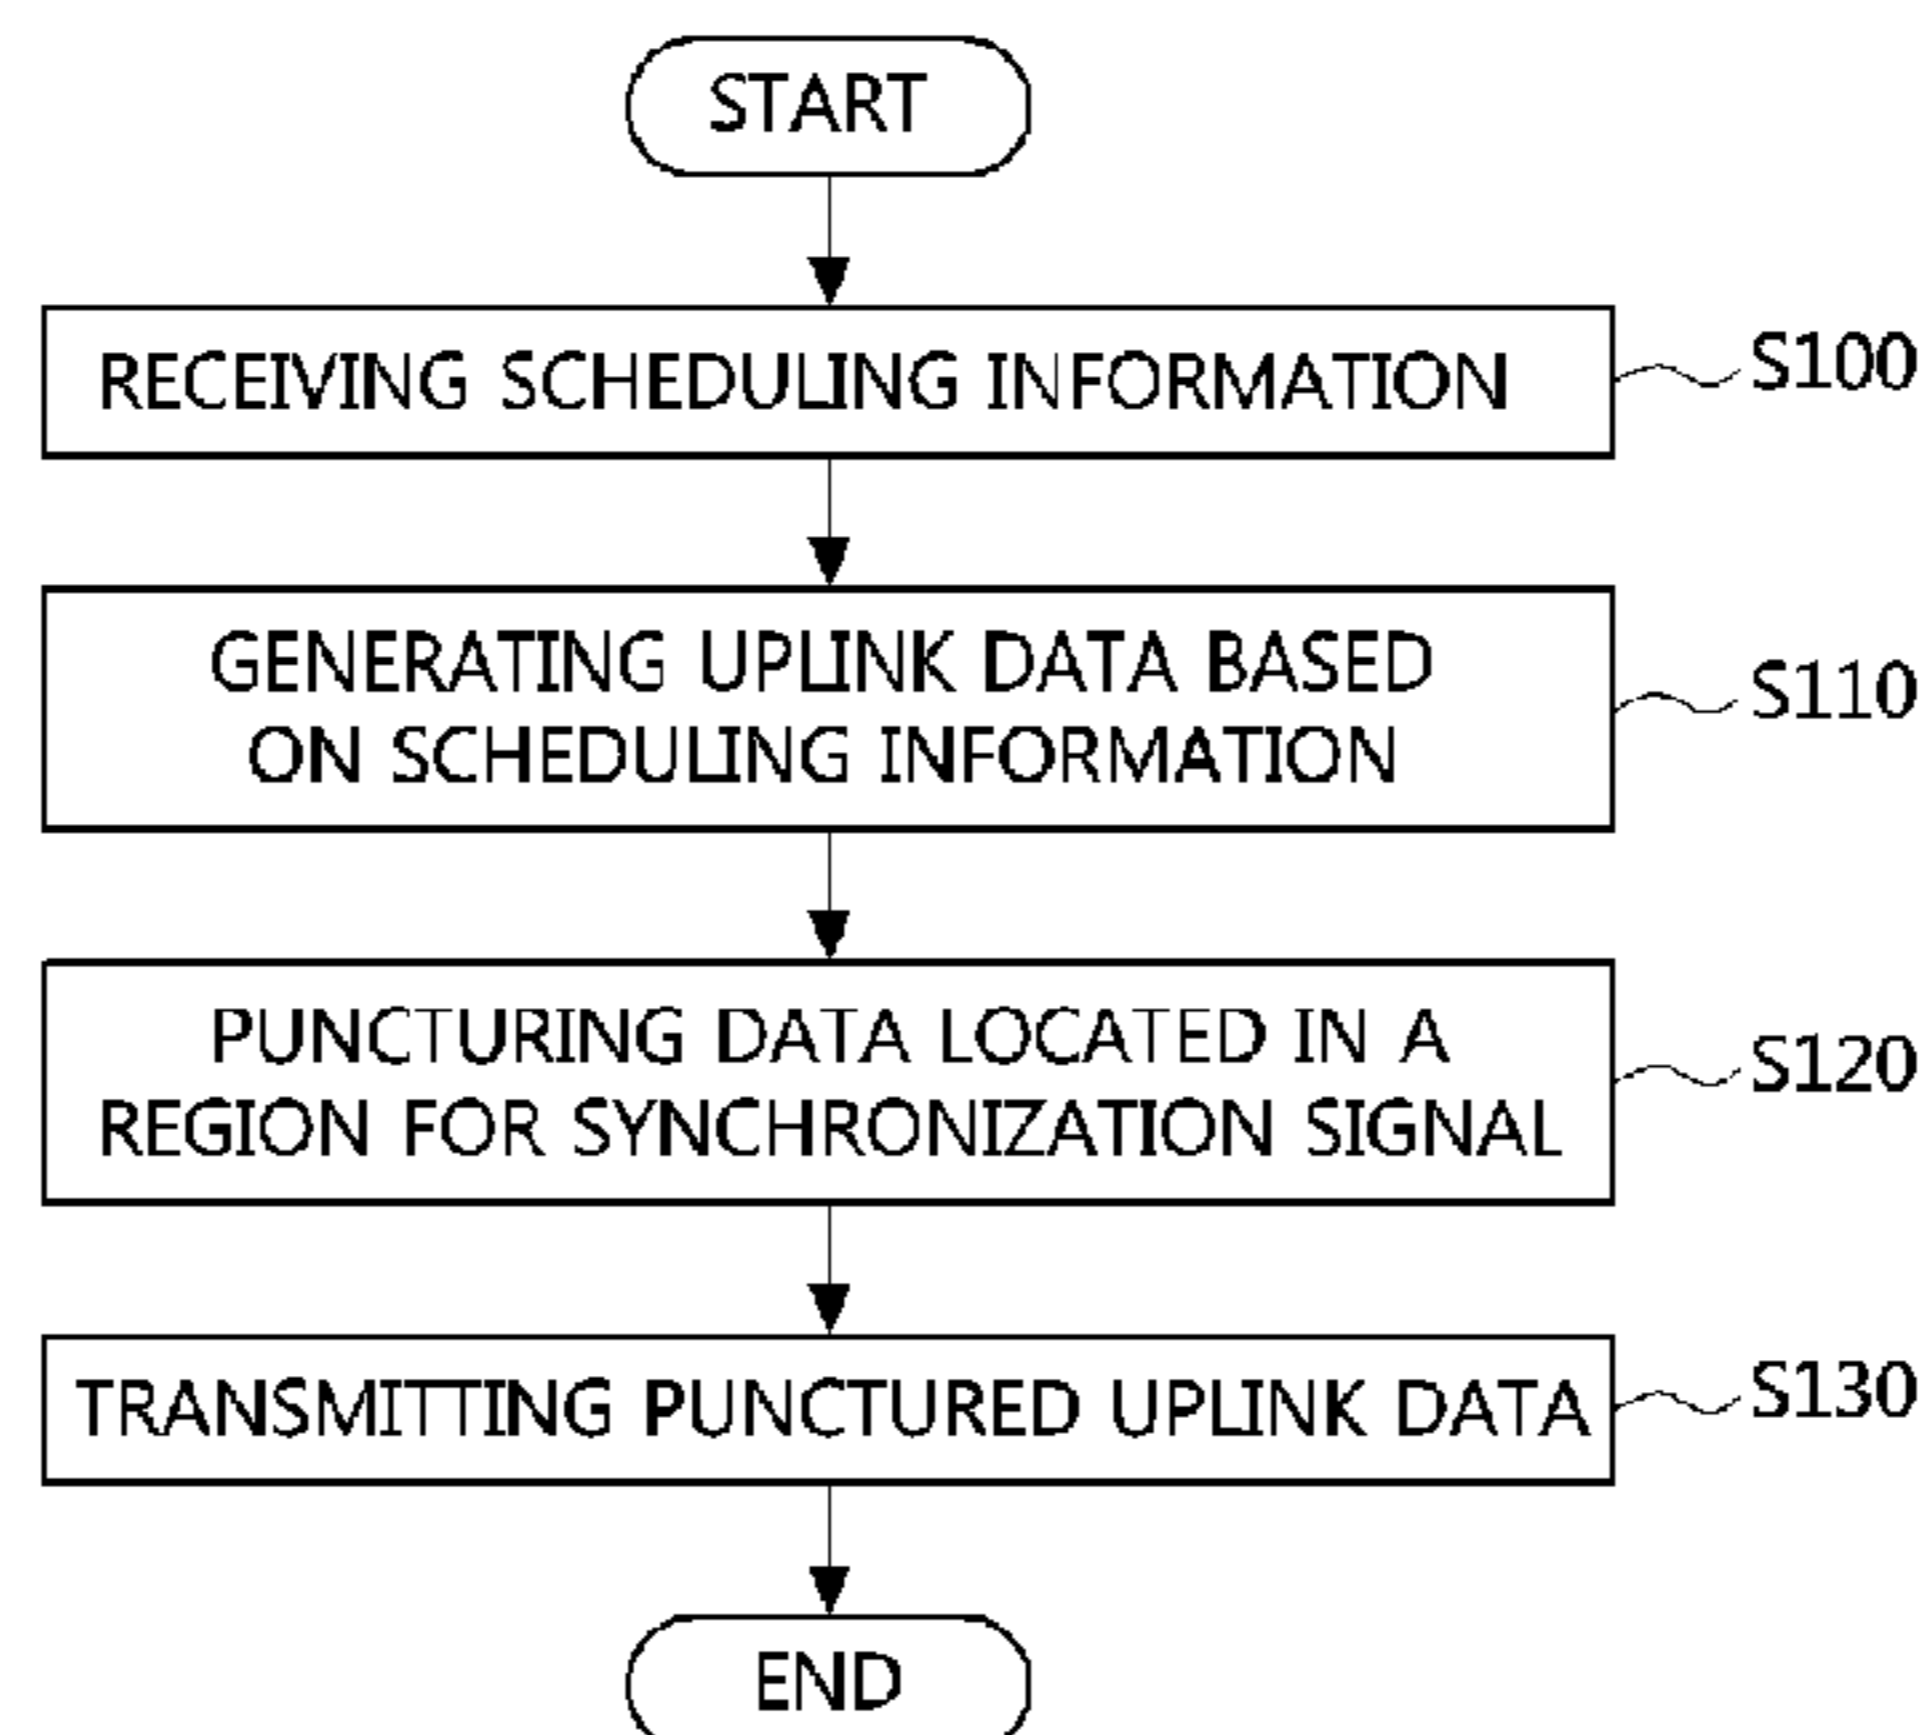 START
RECEIVING SCHEDULING INFORMATION
S100
GENERATING UPLINK DATA BASED
ON SCHEDULING INFORMATION
S110
PUNCTURING DATA LOCATED IN A
REGION FOR SYNCHRONIZATION SIGNAL
S120
TRANSMITTING PUNCTURED UPLINK DATA
S130
END